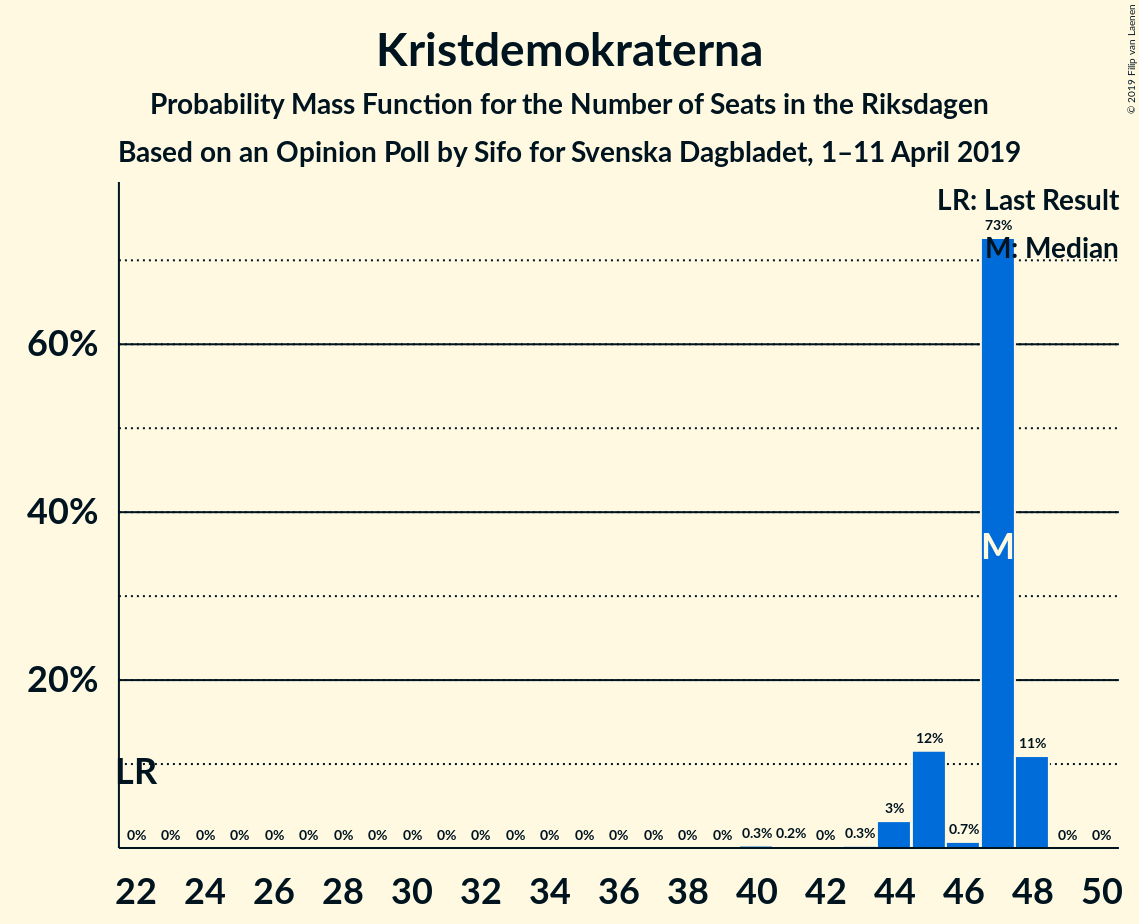 Kristdemokraterna
Probability Mass Function for the Number of Seats in the Riksdagen
Based on an Opinion Poll by Sifo for Svenska Dagbladet, 1–11 April 2019
© 2019 Filip van Laenen
LR: Last Result
M: Median
60%
40%
20%
LR
M
0% 0% 0% 0% 0% 0% 0% 0% 0% 0% 0% 0% 0% 0% 0% 0% 0% 0% 0.3% 0.2% 0% 0.3% 3% 12% 0.7% 73% 11% 0% 0%
22 24 26 28 30 32 34 36 38 40 42 44 46 48 50